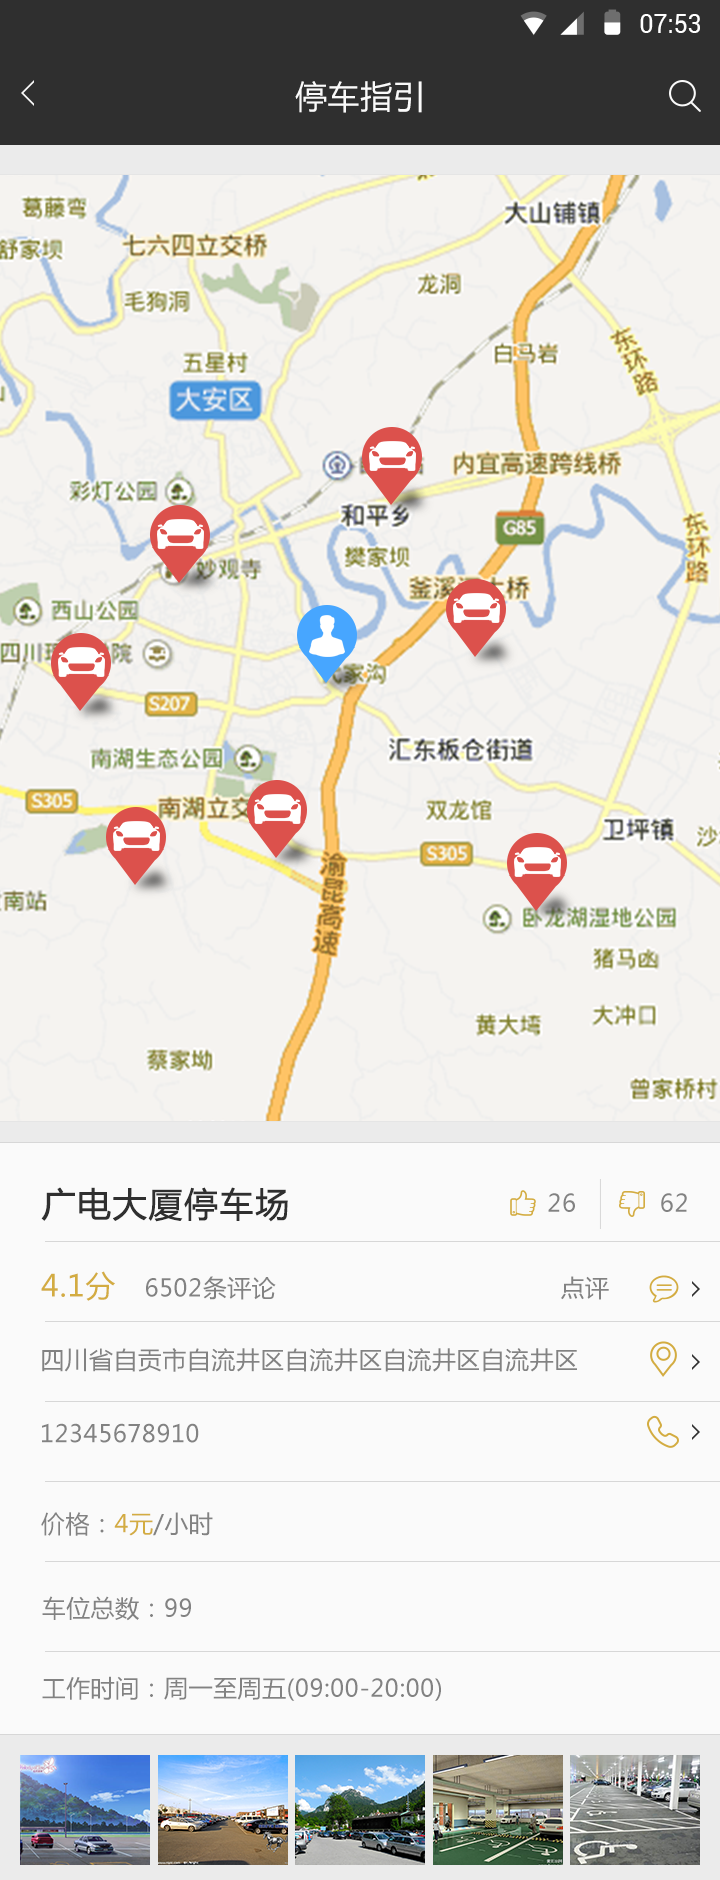 07:53
停车指引
葛藤弯
大山铺镇
舒家坝
七六四立交桥
龙洞
毛狗洞
东环路
白马岩
五星村
大安区
内宜高速跨线桥
彩灯公园
和平乡
G85
东环路
樊家坝
妙观寺
大桥
西山公园
四川
院
家沟
S207
汇东板仓街道
南湖生态公园
S305
南湖立交
双龙馆
卫坪镇
沙
S305
渝昆高速
南站
卧龙湖湿地公园
猪马凼
大冲口
黄大塆
蔡家坳
曾家桥村
广电大厦停车场 26 62
4.1分 6502条评论 点评
四川省自贡市自流井区自流井区自流井区自流井区
12345678910
价格：4元/小时
车位总数：99
工作时间：周一至周五(09:00-20:00)